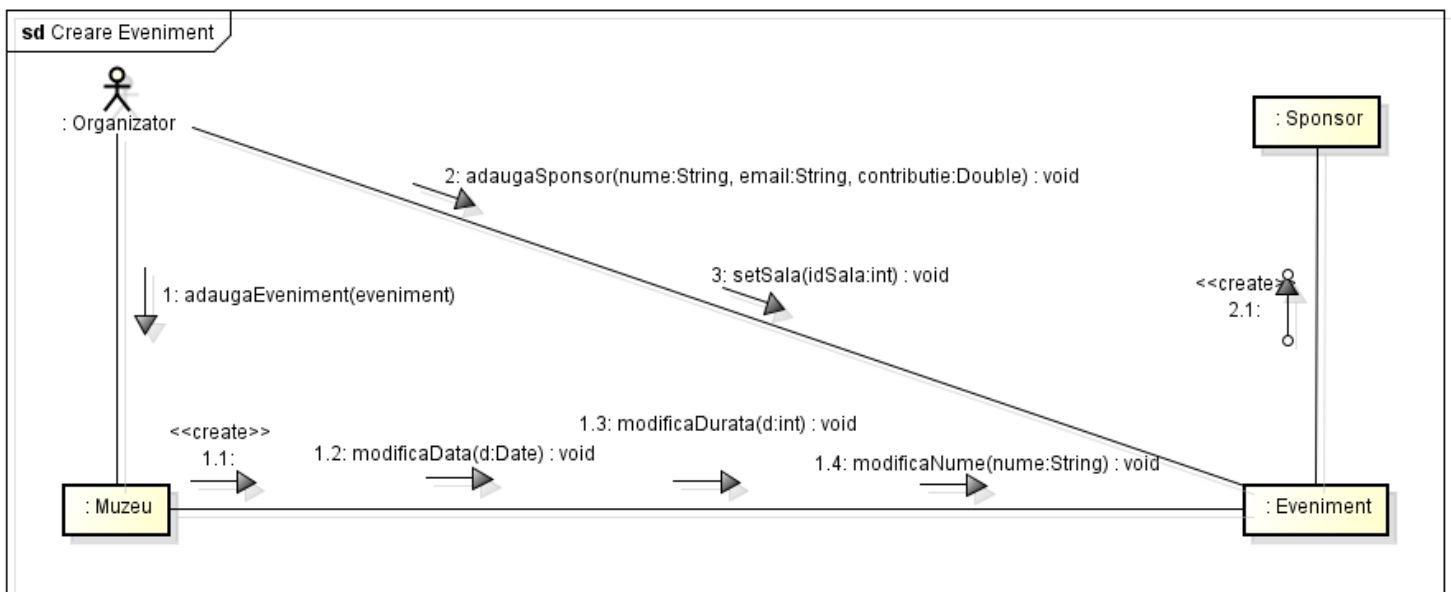 sd Creare Eveniment
: Organizator
: Sponsor
2: adaugaSponsor(nume:String, email:String, contributie:Double) : void
3: setSala(idSala:int) : void
<<create>>
2.1:
1: adaugaEveniment(eveniment)
<<create>>
1.1:
1.2: modificaData(d:Date) : void
1.3: modificaDurata(d:int) : void
1.4: modificaNume(nume:String) : void
: Muzeu
: Eveniment